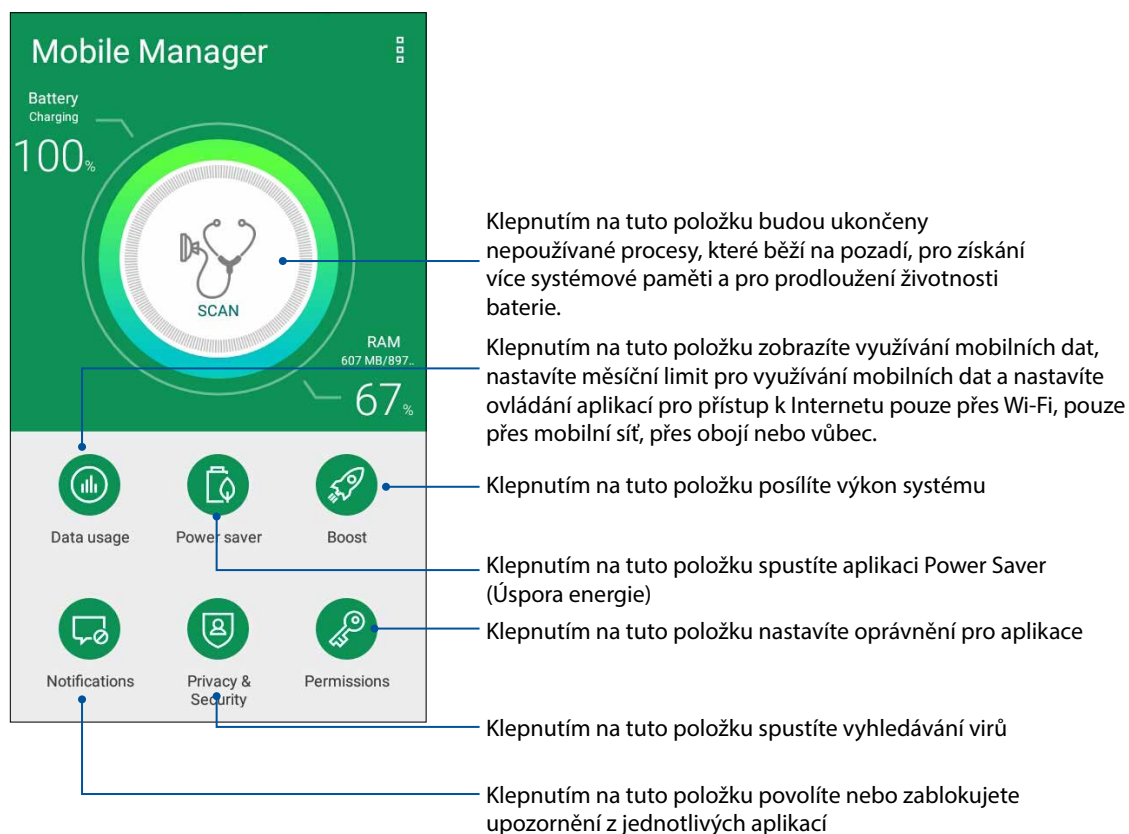 Mobile Manager
Battery
Charging
100%
SCAN
RAM
607 MB/897..
67%
Data usage
Power saver
Boost
Notifications
Privacy &
Security
Permissions
Klepnutím na tuto položku budou ukončeny
nepoužívané procesy, které běží na pozadí, pro získání
více systémové paměti a pro prodloužení životnosti
baterie.
Klepnutím na tuto položku zobrazíte využívání mobilních dat,
nastavíte měsíční limit pro využívání mobilních dat a nastavíte
ovládání aplikací pro přístup k Internetu pouze přes Wi-Fi, pouze
přes mobilní síť, přes obojí nebo vůbec.
Klepnutím na tuto položku posílíte výkon systému
Klepnutím na tuto položku spustíte aplikaci Power Saver
(Úspora energie)
Klepnutím na tuto položku nastavíte oprávnění pro aplikace
Klepnutím na tuto položku spustíte vyhledávání virů
Klepnutím na tuto položku povolíte nebo zablokujete
upozornění z jednotlivých aplikací